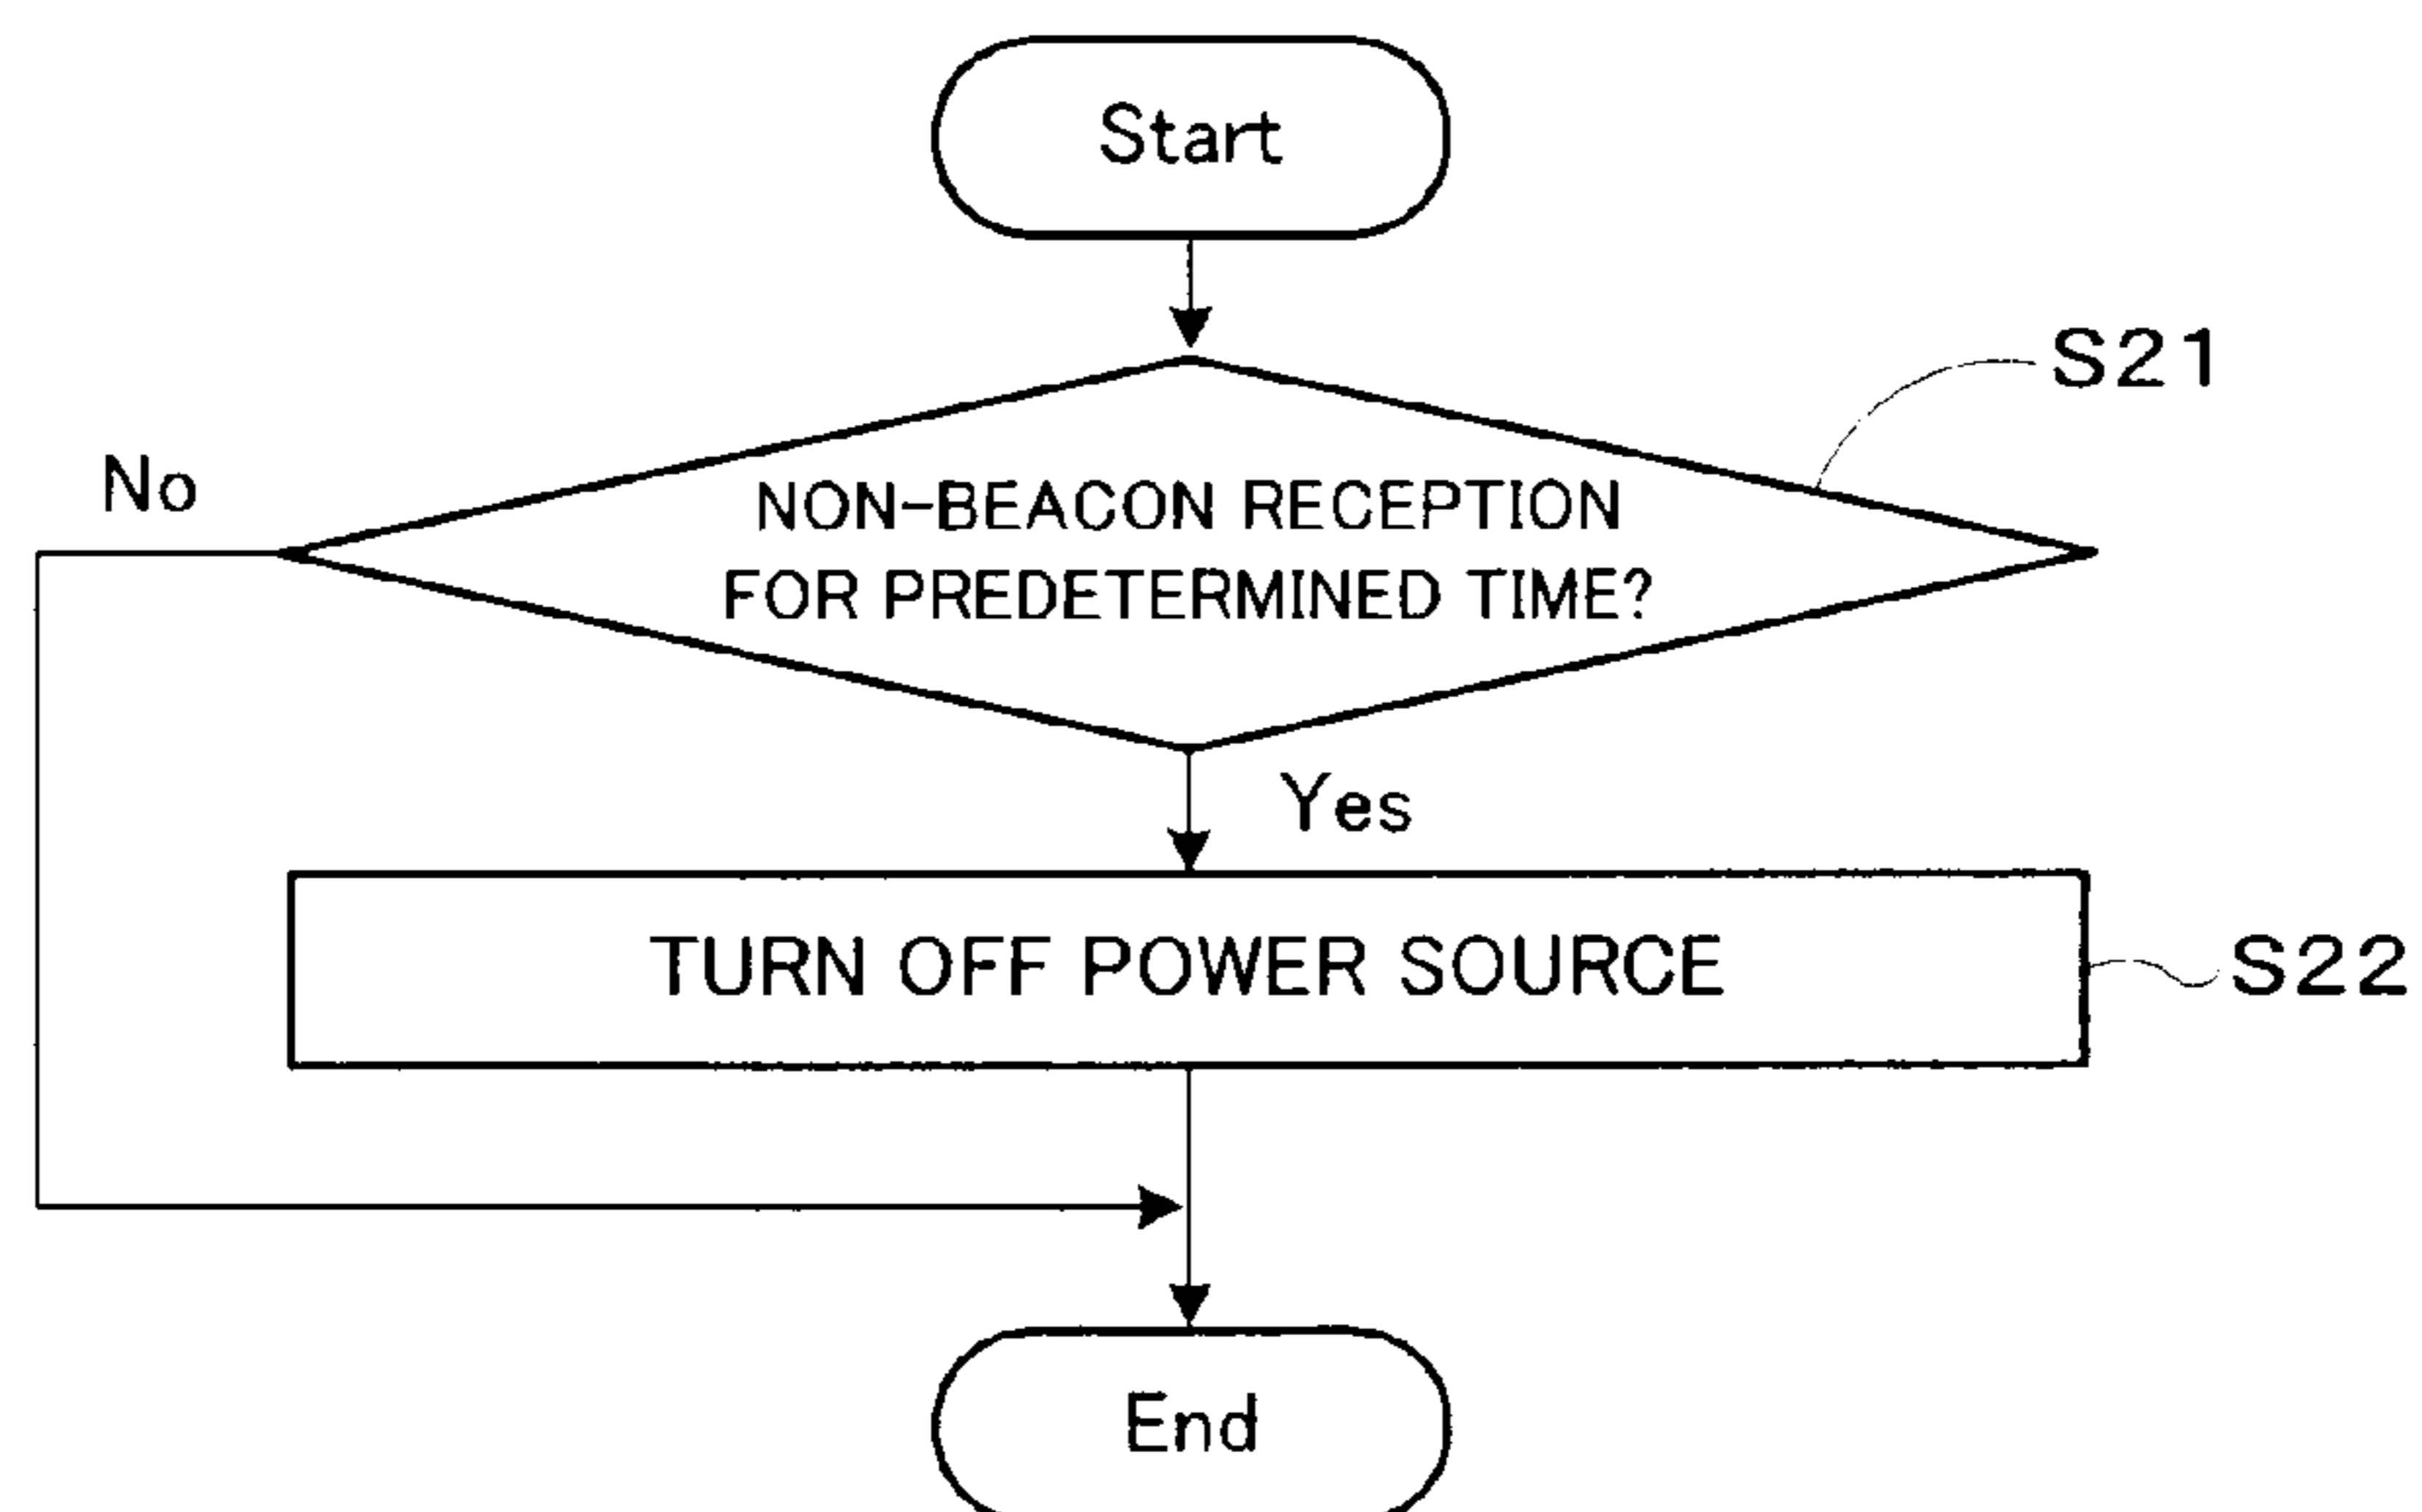 Start
S21
No
NON-BEACON RECEPTION
FOR PREDETERMINED TIME?
Yes
TURN OFF POWER SOURCE
S22
End